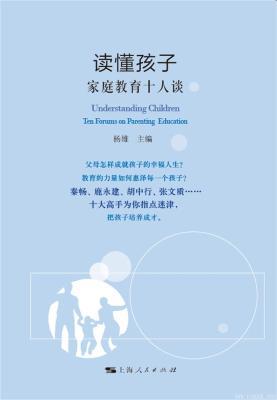 读懂孩子
家庭教育十人谈
Understanding Children
Ten Forums on Parenting Education
杨雄 主编
父母怎样成就孩子的幸福人生？
教育的力量如何惠泽每一个孩子？
秦畅、鹿永建、胡中行、张文质……
十大高手为你指点迷津，
把孩子培养成才。
上海人民出版社